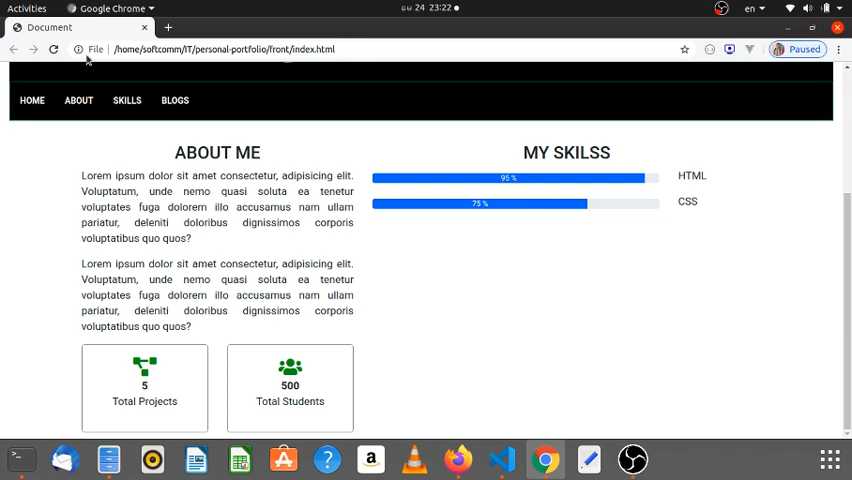 Activities
Google Chrome
ნოე 24 23:22
en
Document
File
/home/softcomm/IT/personal-portfolio/front/index.html
Paused
HOME
ABOUT
SKILLS
BLOGS
ABOUT ME
Lorem ipsum dolor sit amet consectetur, adipisicing elit.
Voluptatum, unde nemo quasi soluta ea tenetur
voluptates fuga dolorem illo accusamus nam ullam
pariatur, deleniti doloribus dignissimos corporis
voluptatibus quo quos?
Lorem ipsum dolor sit amet consectetur, adipisicing elit.
Voluptatum, unde nemo quasi soluta ea tenetur
voluptates fuga dolorem illo accusamus nam ullam
pariatur, deleniti doloribus dignissimos corporis
voluptatibus quo quos?
5
Total Projects
500
Total Students
MY SKILSS
95 %
HTML
75 %
CSS